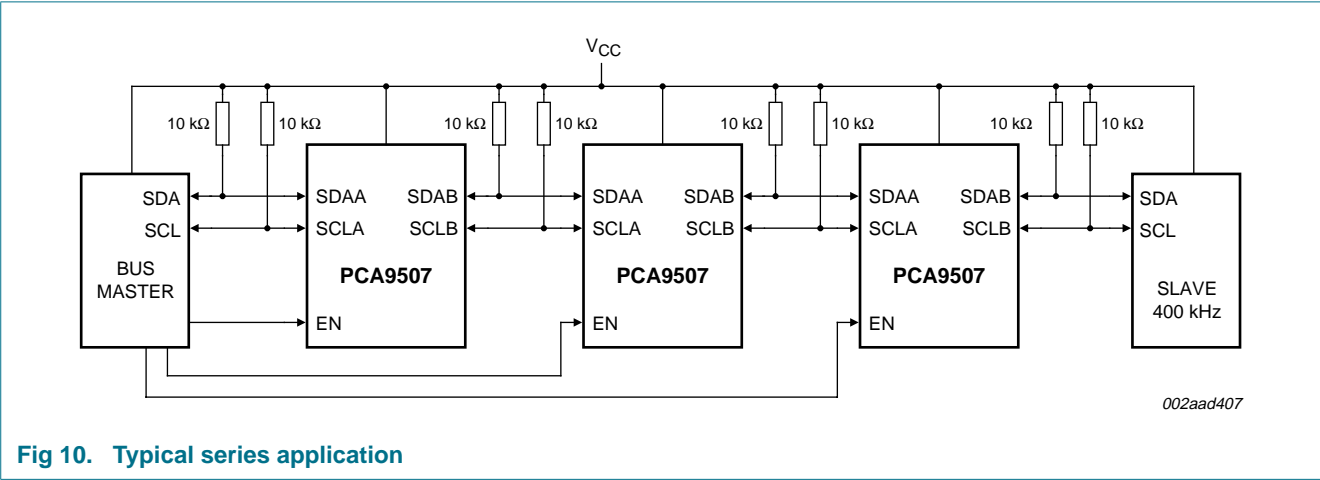 VCC
10 kΩ 10 kΩ 10 kΩ 10 kΩ 10 kΩ 10 kΩ 10 kΩ 10 kΩ
SDA SDAA SDAB SDAA SDAB SDAA SDAB SDA
SCL SCLA SCLB SCLA SCLB SCLA SCLB SCL
BUS
MASTER
PCA9507 PCA9507 PCA9507
SLAVE
400 kHz
EN EN EN
002aad407
Fig 10. Typical series application